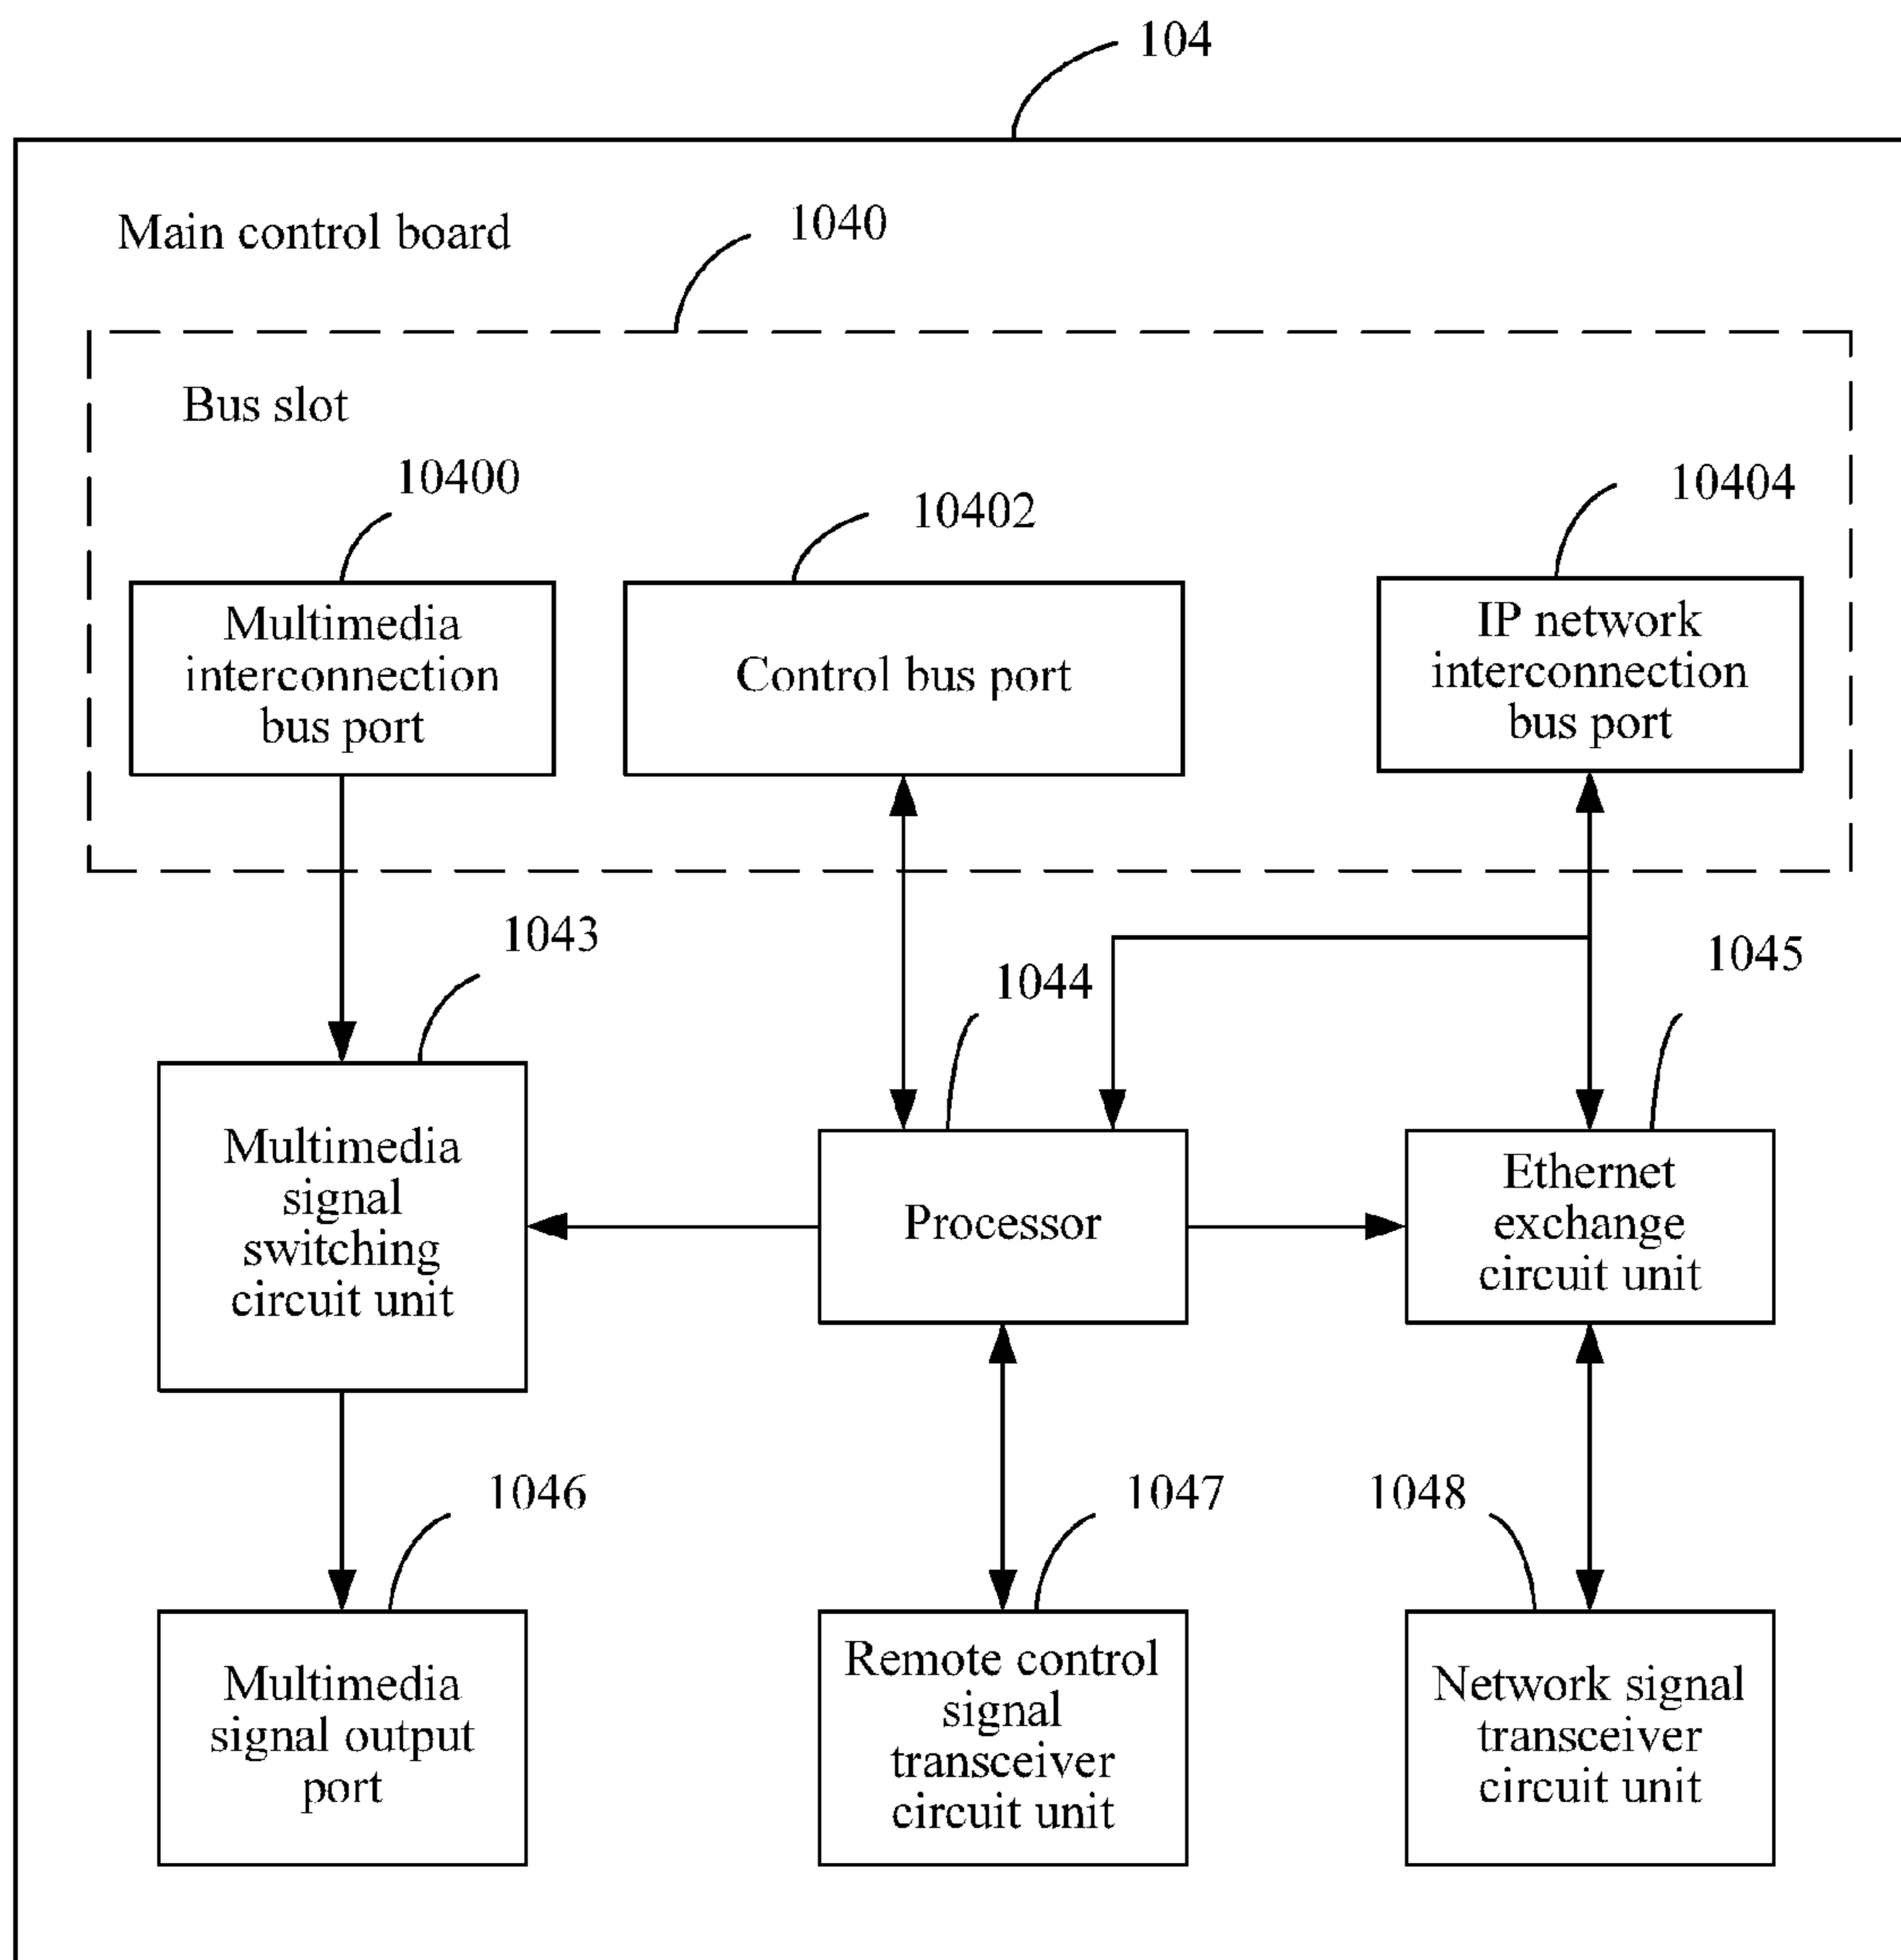 104
Main control board
1040
Bus slot
10400
10402
10404
Multimedia
interconnection
bus port
Control bus port
IP network
interconnection
bus port
1043
1044
1045
Multimedia
signal
switching
circuit unit
Processor
Ethernet
exchange
circuit unit
1046
1047
1048
Multimedia
signal output
port
Remote control
signal
transceiver
circuit unit
Network signal
transceiver
circuit unit